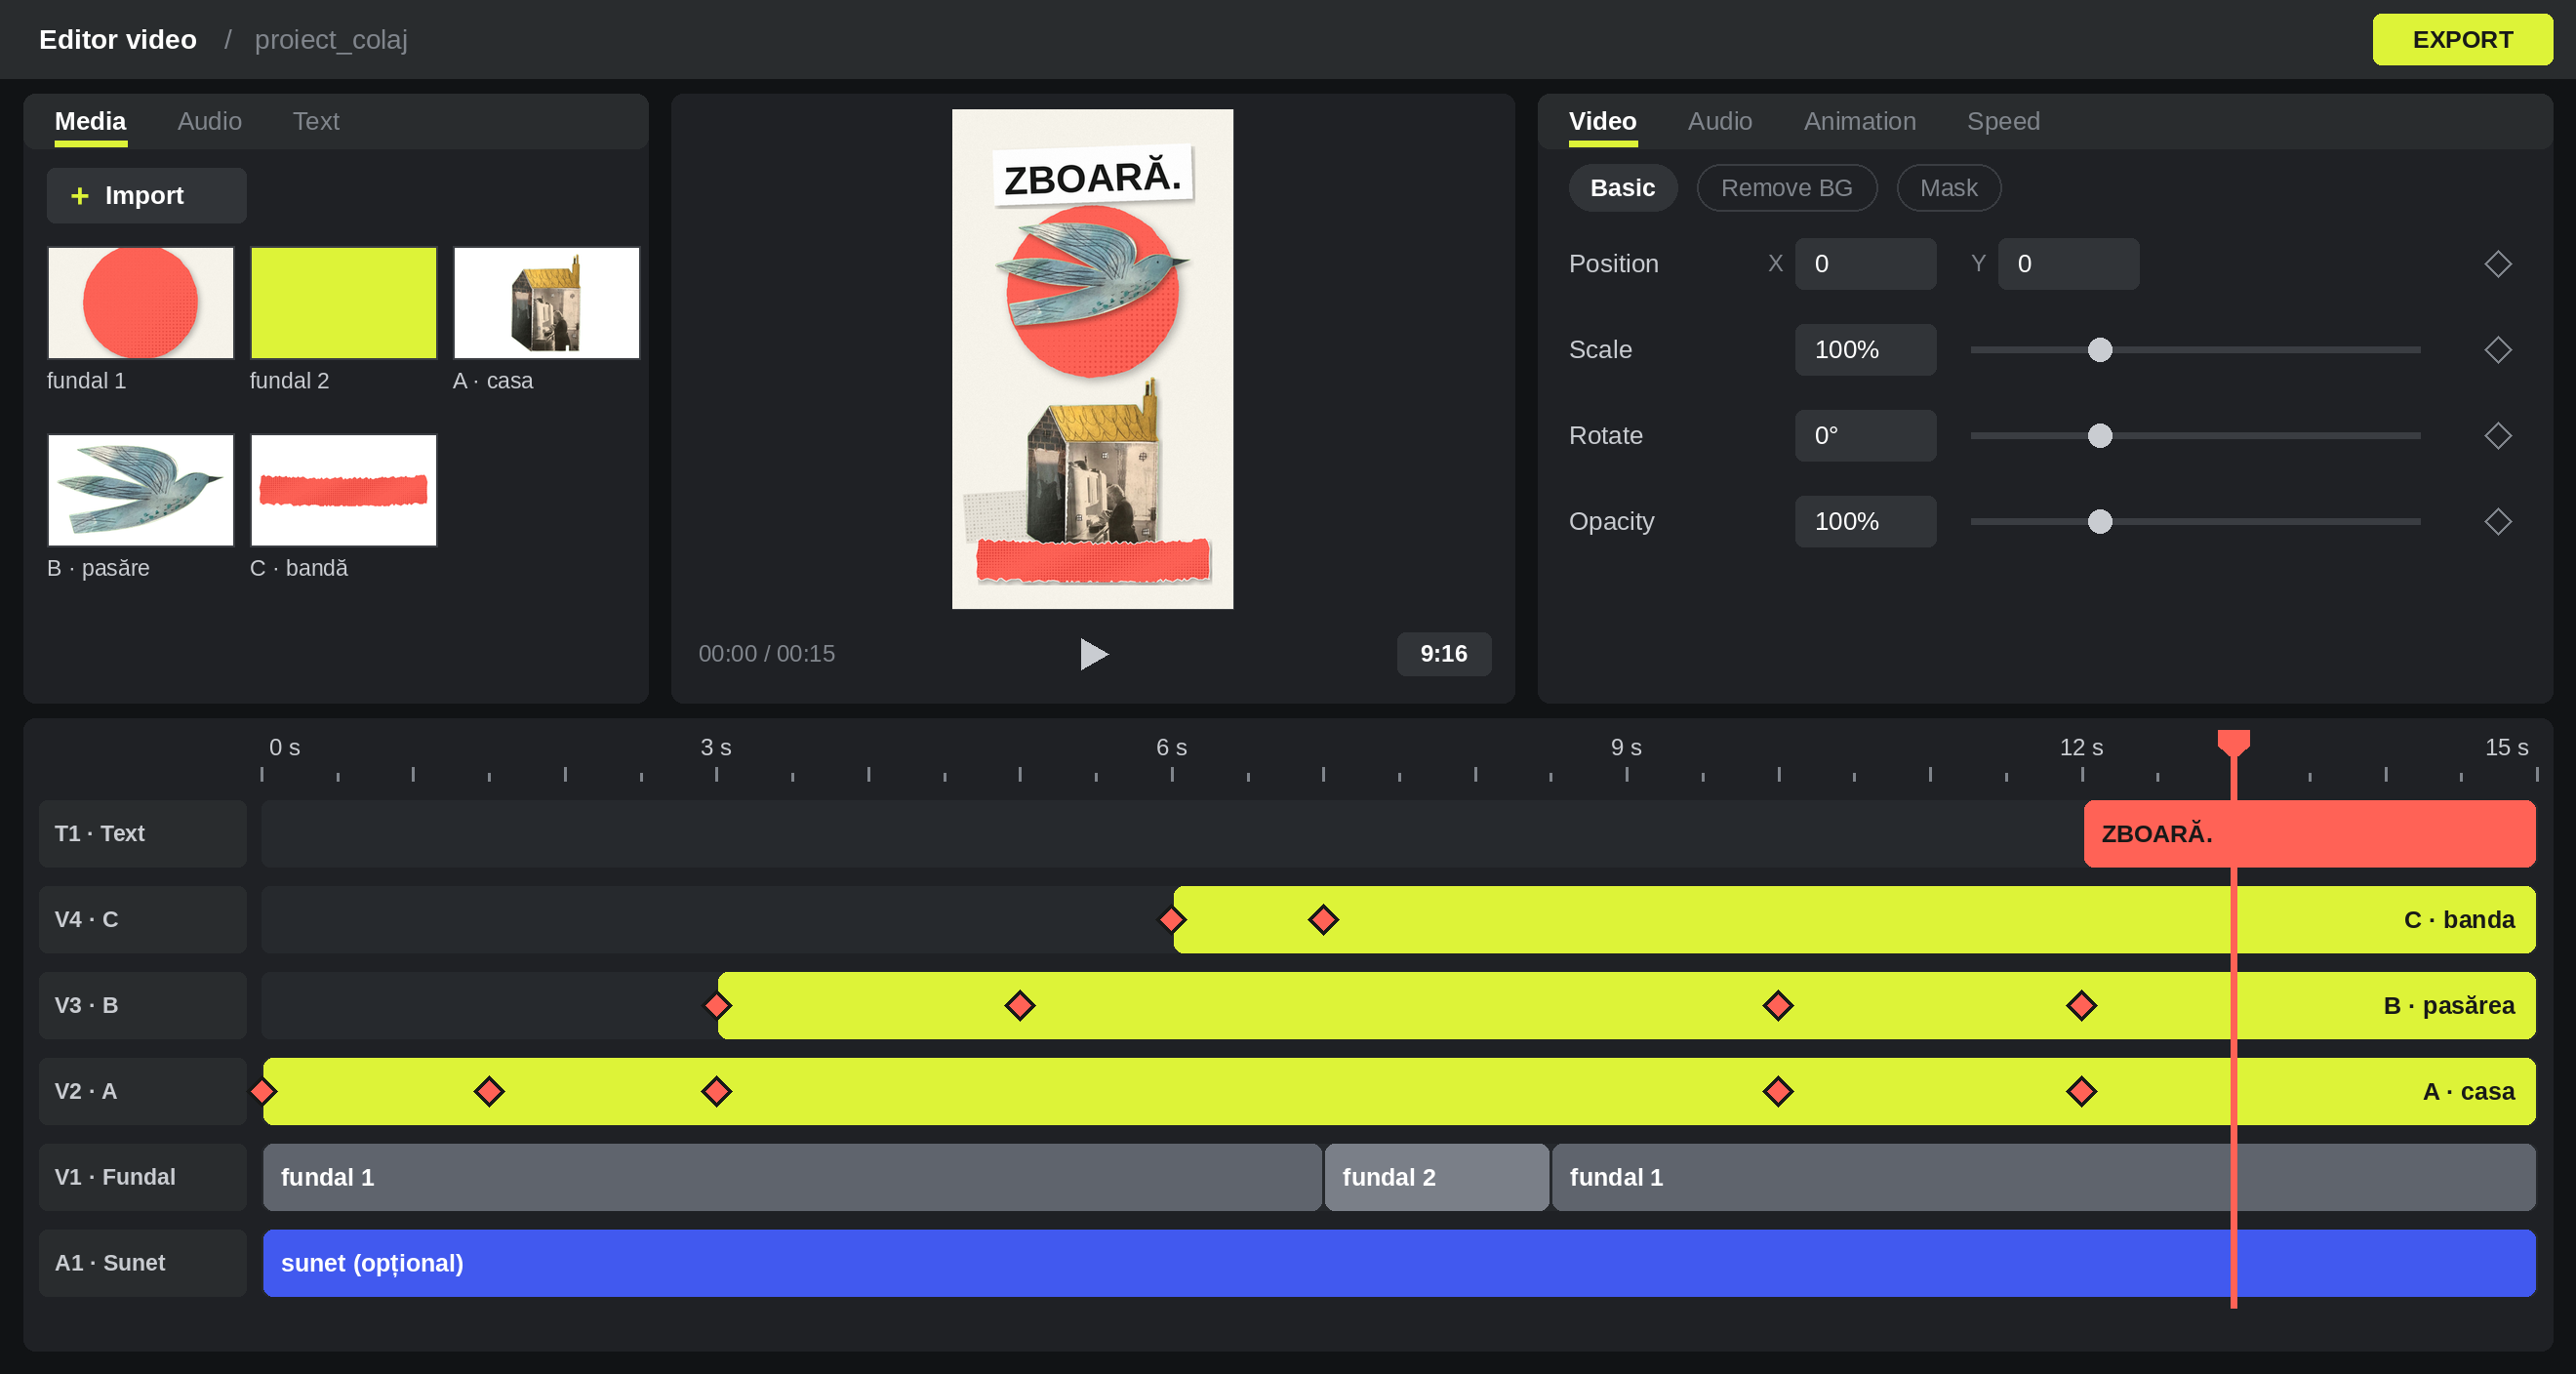 Editor video / proiect_colaj
EXPORT
Media Audio Text
+ Import
fundal 1 fundal 2 A · casa
B · pasăre C · bandă
ZBOARĂ.
00:00 / 00:15 9:16
Video Audio Animation Speed
Basic Remove BG Mask
Position X 0 Y 0
Scale 100%
Rotate 0°
Opacity 100%
0 s 3 s 6 s 9 s 12 s 15 s
T1 · Text ZBOARĂ.
V4 · C C · banda
V3 · B B · pasărea
V2 · A A · casa
V1 · Fundal fundal 1 fundal 2 fundal 1
A1 · Sunet sunet (opțional)